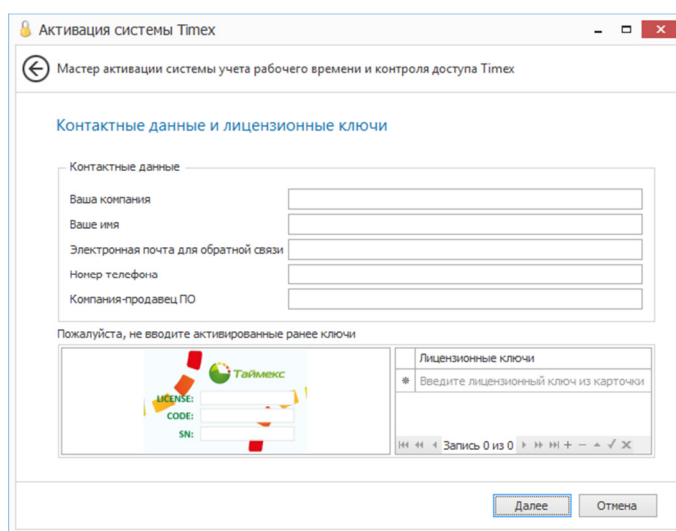 Активация системы Timex
Мастер активации системы учета рабочего времени и контроля доступа Timex
Контактные данные и лицензионные ключи
Контактные данные
Ваша компания
Ваше имя
Электронная почта для обратной связи
Номер телефона
Компания-продавец ПО
Пожалуйста, не вводите активированные ранее ключи
Таймекс
LICENSE:
CODE:
SN:
Лицензионные ключи
Введите лицензионный ключ из карточки
Запись 0 из 0
Далее
Отмена